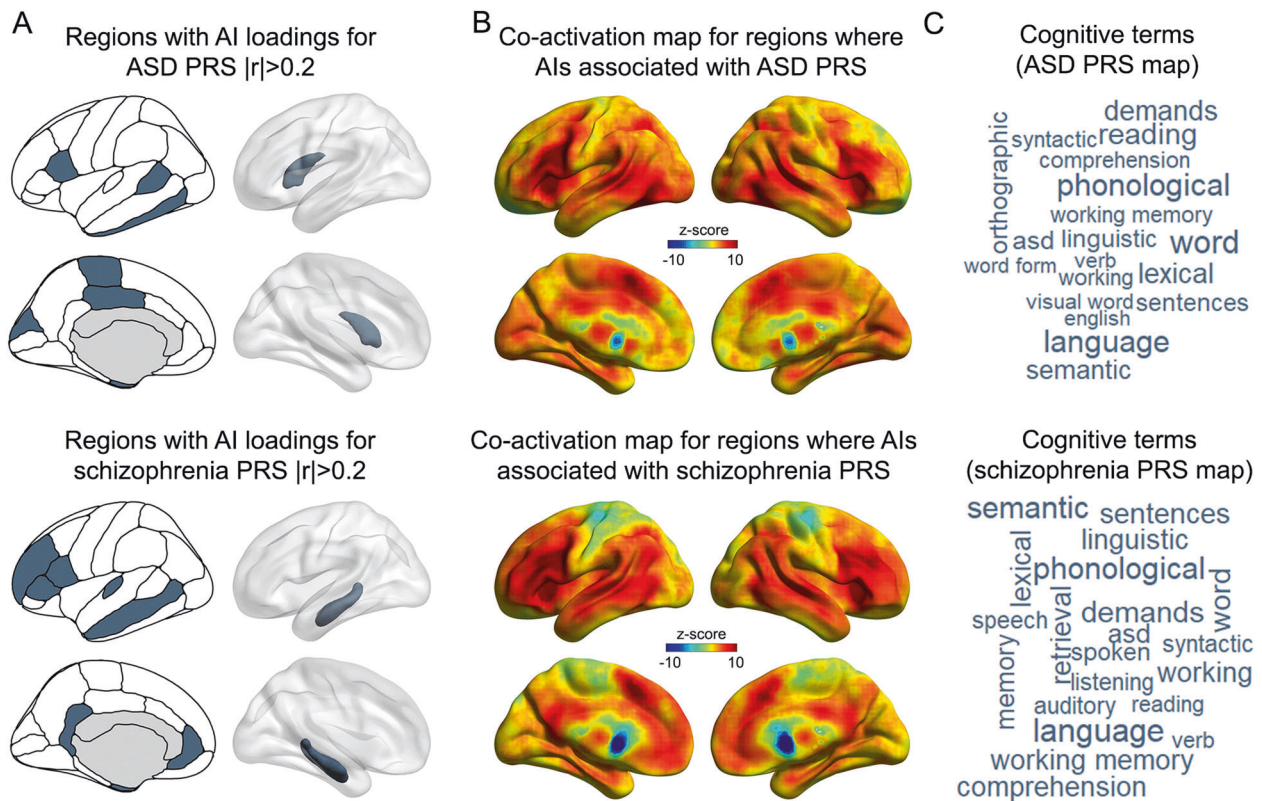 A
Regions with AI loadings for
ASD PRS |r|>0.2
B
Co-activation map for regions where
AIs associated with ASD PRS
z-score
-10 10
C
Cognitive terms
(ASD PRS map)
demands
orthographic
syntactic reading
comprehension
phonological
working memory
asd linguistic word
verb
word form working lexical
visual word sentences
english
language
semantic
Regions with AI loadings for
schizophrenia PRS |r|>0.2
Co-activation map for regions where AIs
associated with schizophrenia PRS
z-score
-10 10
Cognitive terms
(schizophrenia PRS map)
semantic sentences
linguistic
lexical
phonological
word
speech
retrieval
demands
asd
memory
spoken syntactic
listening working
auditory reading
language verb
working memory
comprehension